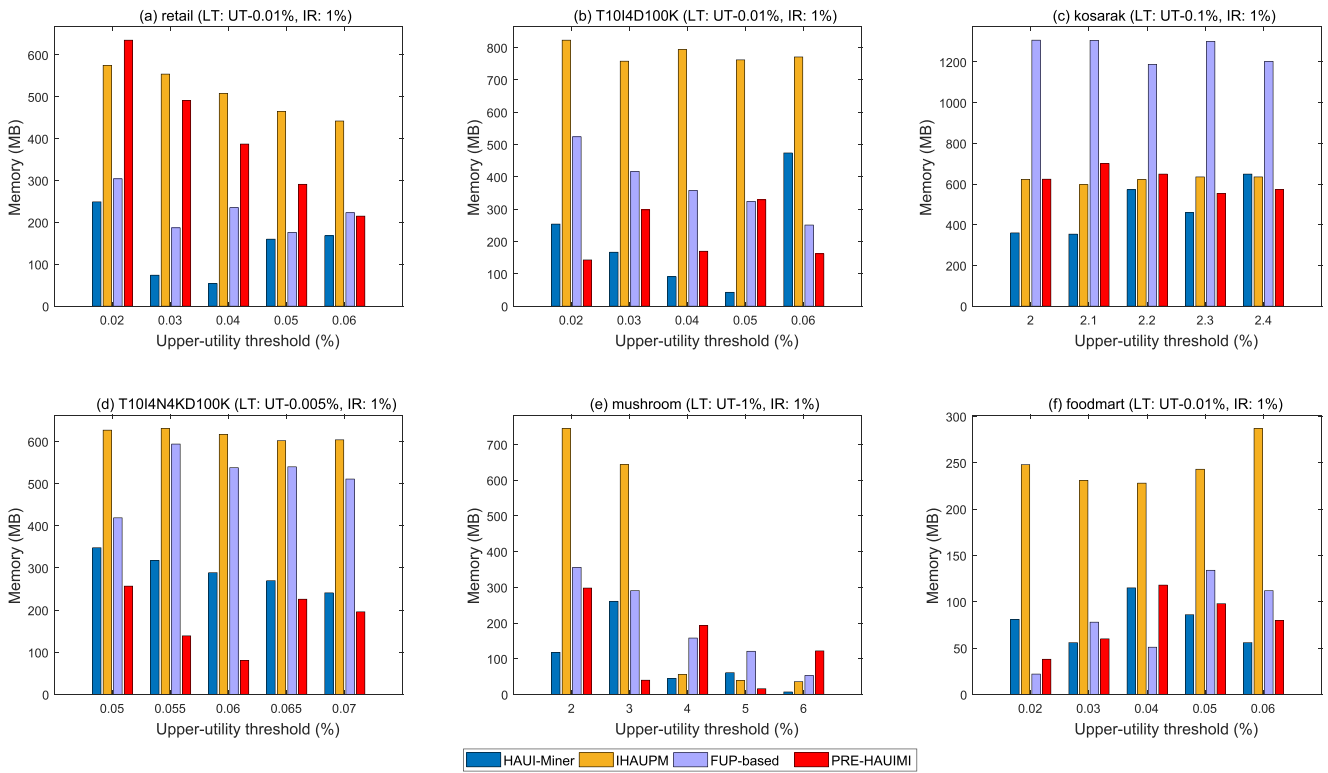 (a) retail (LT: UT-0.01%, IR: 1%)
Memory (MB)
600
500
400
300
200
100
0
0.02 0.03 0.04 0.05 0.06
Upper-utility threshold (%)
(b) T10I4D100K (LT: UT-0.01%, IR: 1%)
Memory (MB)
800
700
600
500
400
300
200
100
0
0.02 0.03 0.04 0.05 0.06
Upper-utility threshold (%)
(c) kosarak (LT: UT-0.1%, IR: 1%)
Memory (MB)
1200
1000
800
600
400
200
0
2 2.1 2.2 2.3 2.4
Upper-utility threshold (%)
(d) T10I4N4KD100K (LT: UT-0.005%, IR: 1%)
Memory (MB)
600
500
400
300
200
100
0
0.05 0.055 0.06 0.065 0.07
Upper-utility threshold (%)
(e) mushroom (LT: UT-1%, IR: 1%)
Memory (MB)
700
600
500
400
300
200
100
0
2 3 4 5 6
Upper-utility threshold (%)
(f) foodmart (LT: UT-0.01%, IR: 1%)
Memory (MB)
300
250
200
150
100
50
0
0.02 0.03 0.04 0.05 0.06
Upper-utility threshold (%)
HAUI-Miner IHAUPM FUP-based PRE-HAUIMI